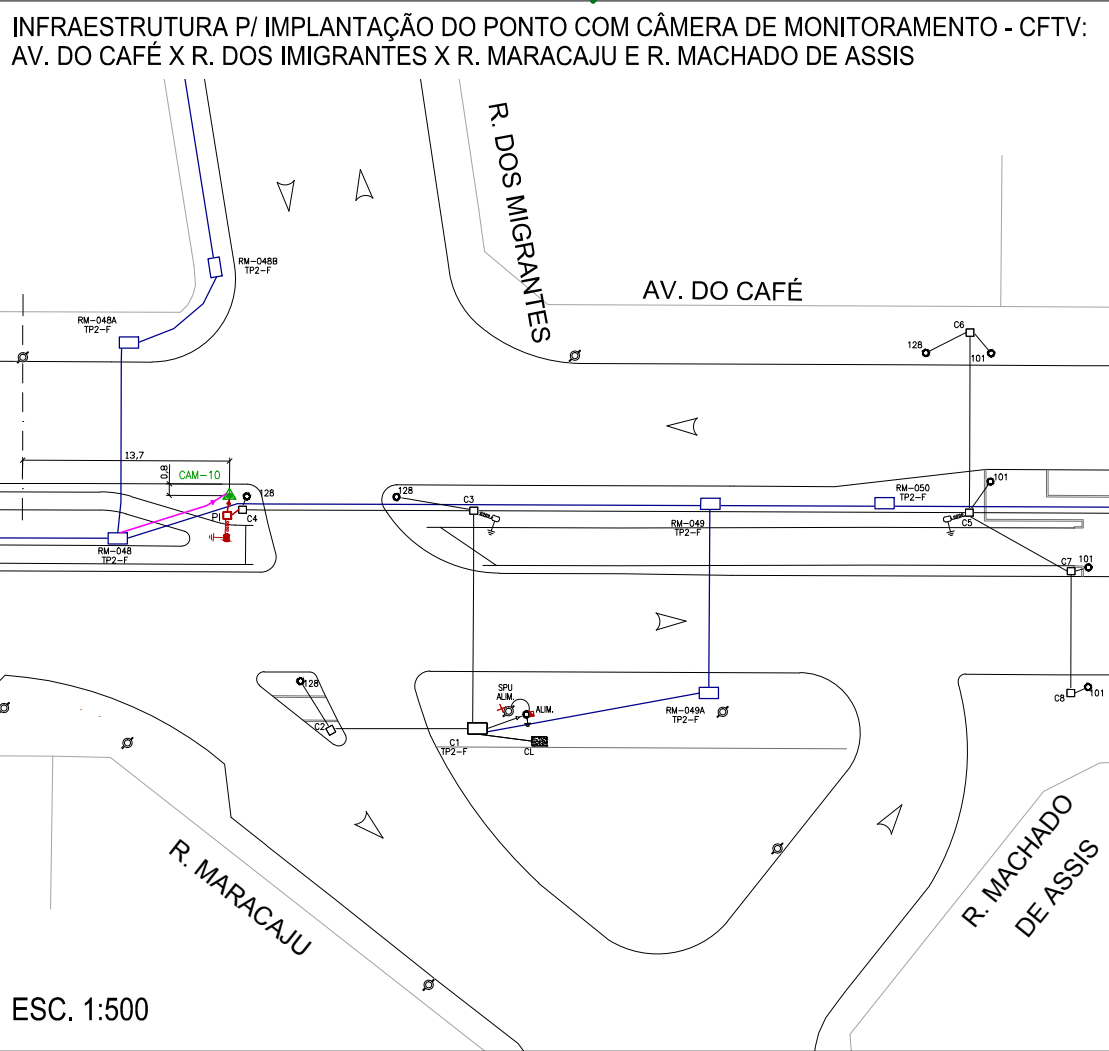 INFRAESTRUTURA P/ IMPLANTAÇÃO DO PONTO COM CÂMERA DE MONITORAMENTO - CFTV:
AV. DO CAFÉ X R. DOS IMIGRANTES X R. MARACAJU E R. MACHADO DE ASSIS
R. DOS MIGRANTES
RM-048B
TP2-F
AV. DO CAFÉ
RM-048A
TP2-F
C6
128
101
13,7
0,8
CAM-10
128
128
C3
RM-050
TP2-F
101
PI
C4
RM-049
TP2-F
C5
RM-048
TP2-F
C7
101
128
SPU
ALIM.
ALIM.
RM-049A
TP2-F
C8
101
C2
C1
TP2-F
CL
R. MARACAJU
R. MACHADO
DE ASSIS
ESC. 1:500